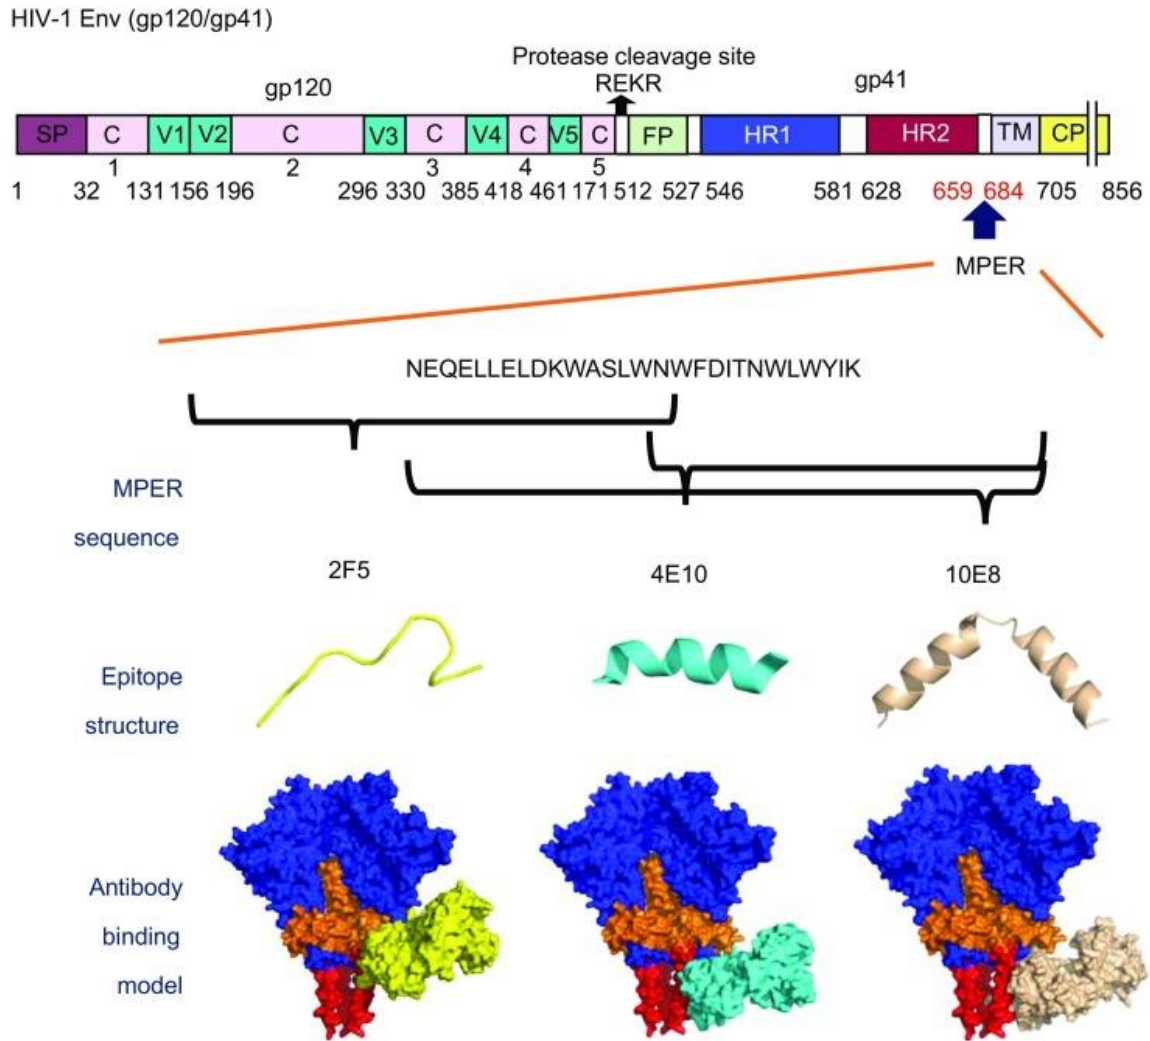 HIV-1 Env (gp120/gp41)
Protease cleavage site
gp120 REKR gp41
SP C V1 V2 C V3 C V4 C V5 C FP HR1 HR2 TM CP
1 2 3 4 5
1 32 131 156 196 296 330 385 418 461 171 512 527 546 581 628 659 684 705 856
MPER
NEQELLELDKWASLWNWFDITNWLWYIK
MPER
sequence
2F5 4E10 10E8
Epitope
structure
Antibody
binding
model